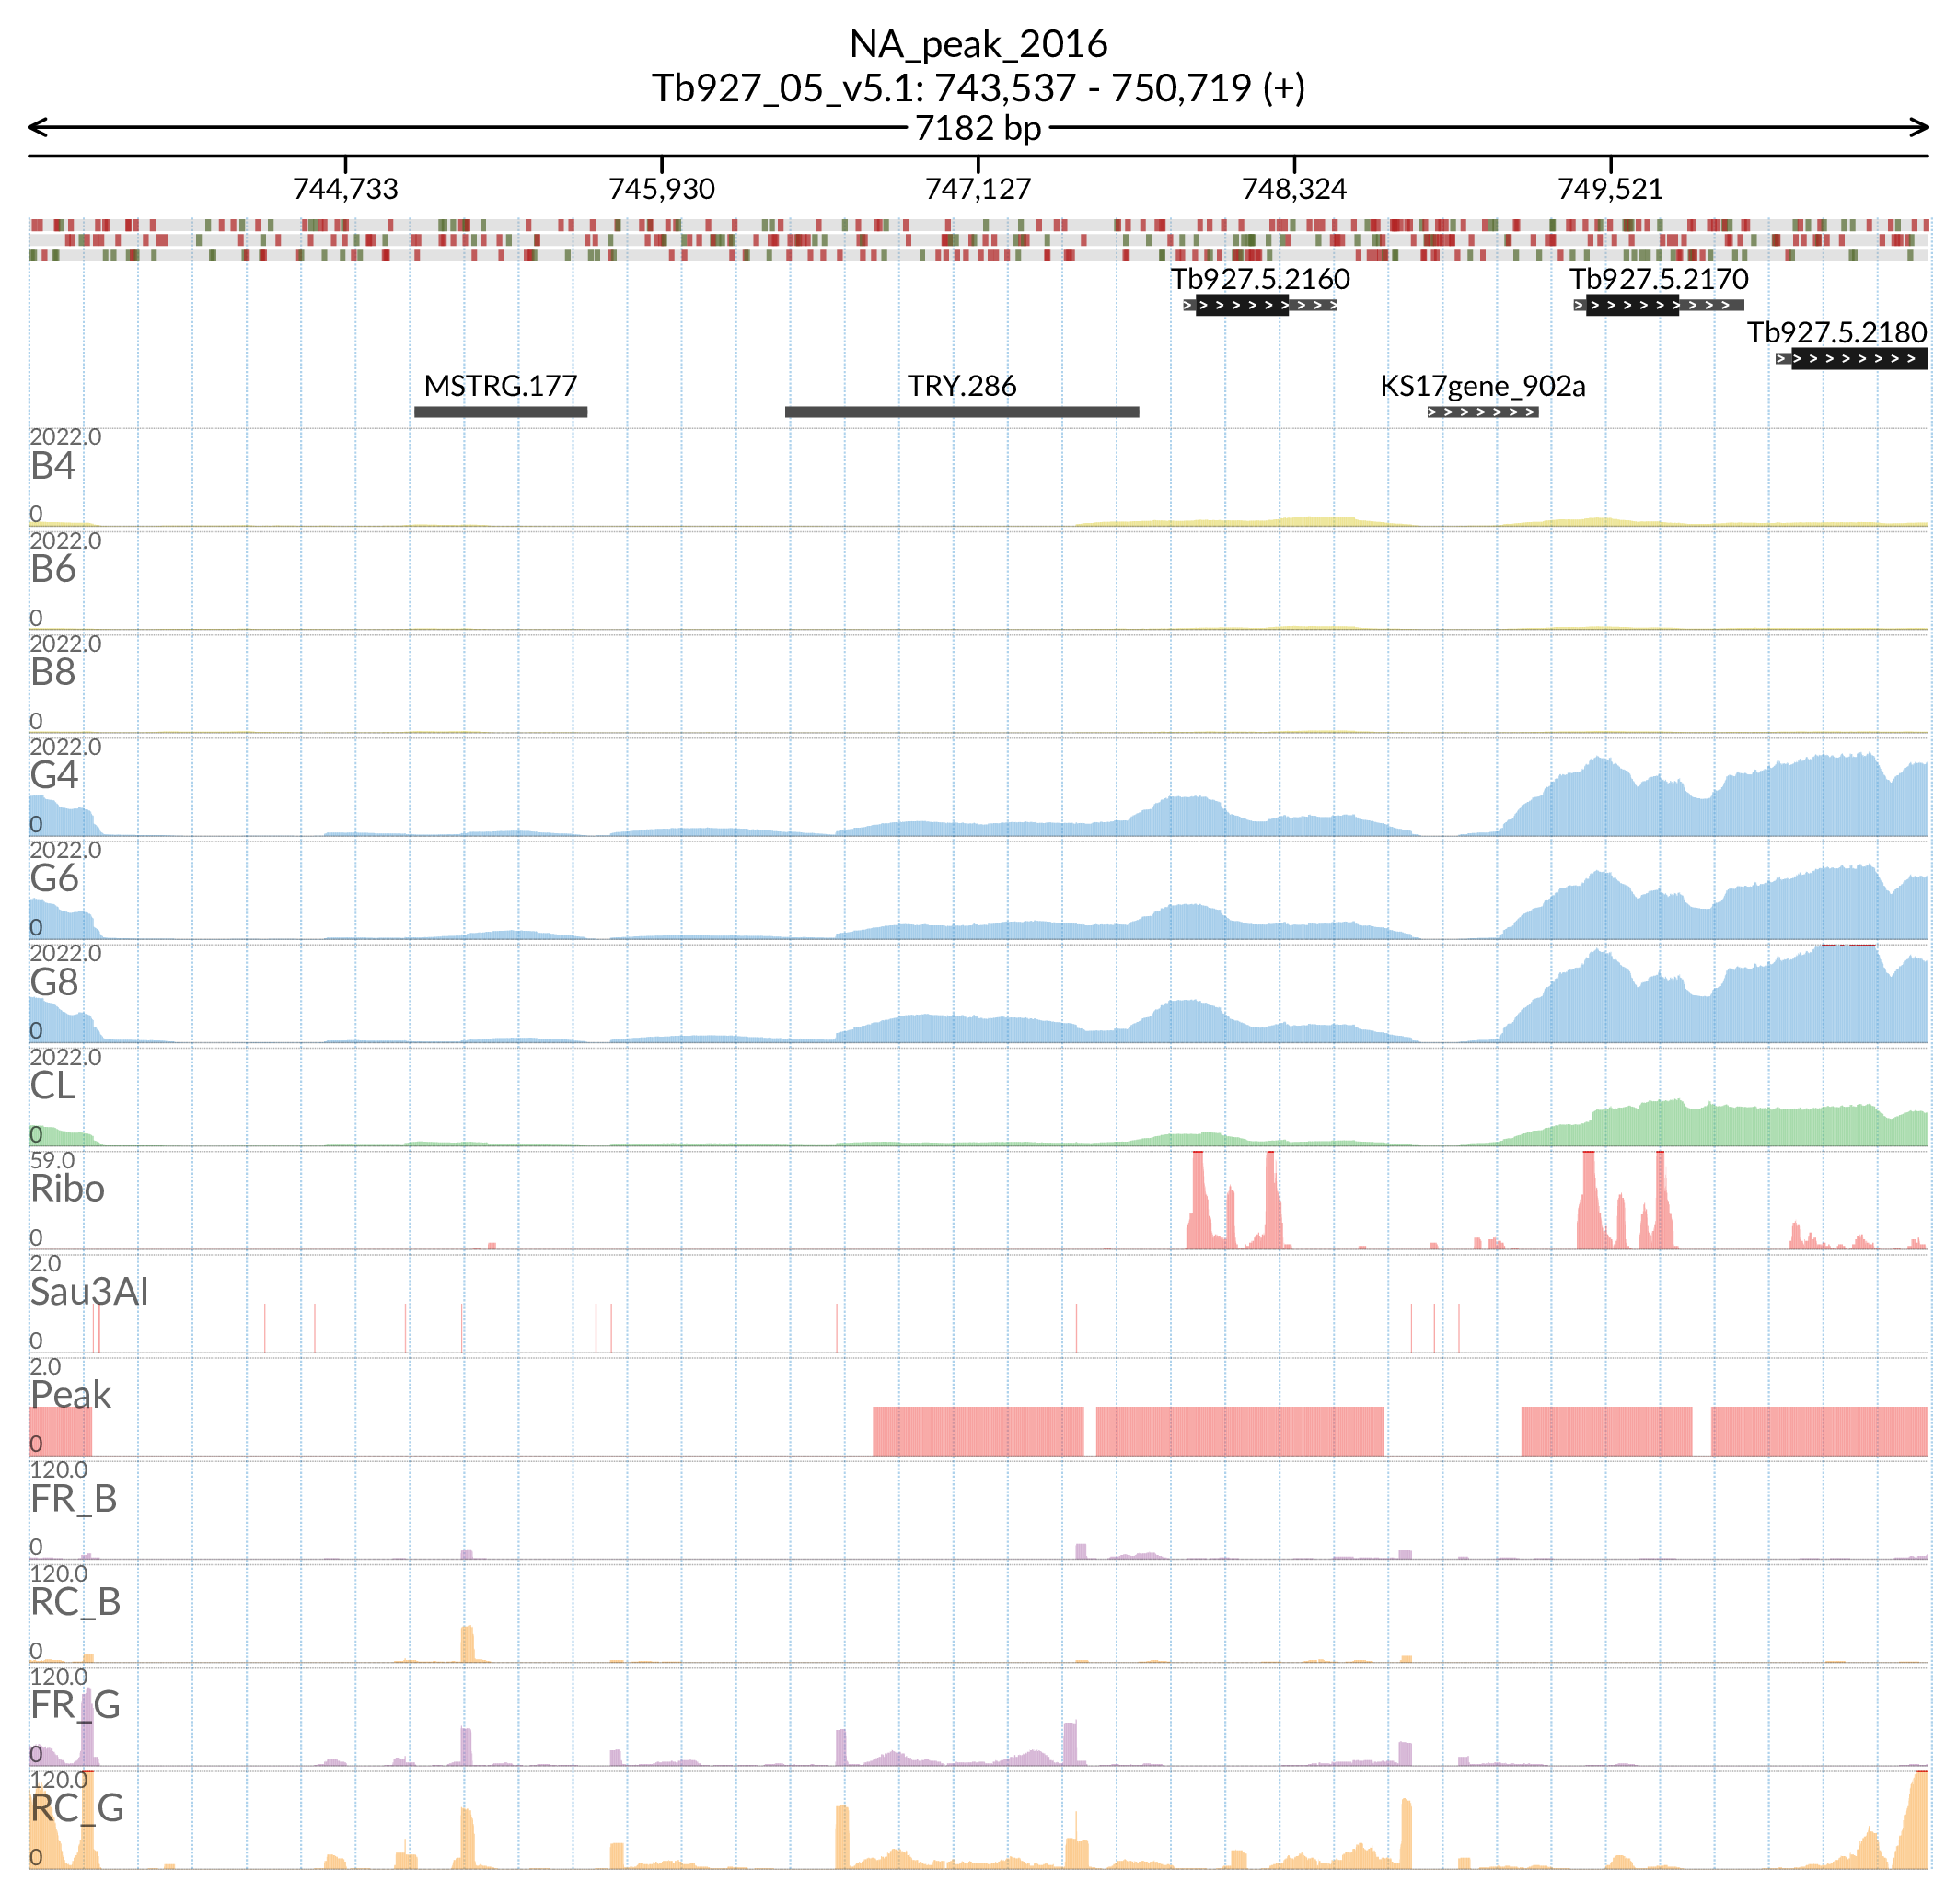 NA_peak_2016
Tb927_05_v5.1: 743,537 - 750,719 (+)
7182 bp
744,733 745,930 747,127 748,324 749,521
Tb927.5.2160 Tb927.5.2170
Tb927.5.2180
MSTRG.177 TRY.286 KS17gene_902a
2022.0
B4
0
2022.0
B6
0
2022.0
B8
0
2022.0
G4
0
2022.0
G6
0
2022.0
G8
0
2022.0
CL
0
59.0
Ribo
0
2.0
Sau3AI
0
2.0
Peak
0
120.0
FR_B
0
120.0
RC_B
0
120.0
FR_G
0
120.0
RC_G
0